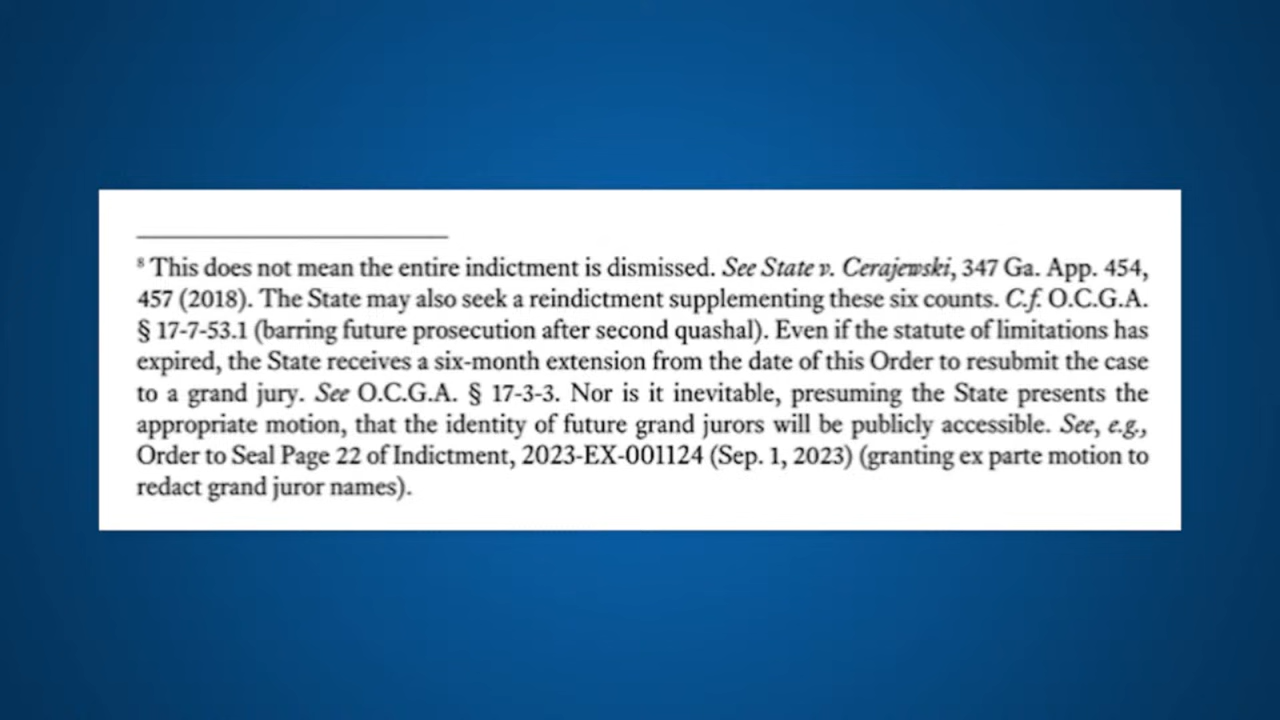 ⁸ This does not mean the entire indictment is dismissed. See State v. Cerajewski, 347 Ga. App. 454,
457 (2018). The State may also seek a reindictment supplementing these six counts. C.f. O.C.G.A.
§ 17-7-53.1 (barring future prosecution after second quashal). Even if the statute of limitations has
expired, the State receives a six-month extension from the date of this Order to resubmit the case
to a grand jury. See O.C.G.A. § 17-3-3. Nor is it inevitable, presuming the State presents the
appropriate motion, that the identity of future grand jurors will be publicly accessible. See, e.g.,
Order to Seal Page 22 of Indictment, 2023-EX-001124 (Sep. 1, 2023) (granting ex parte motion to
redact grand juror names).